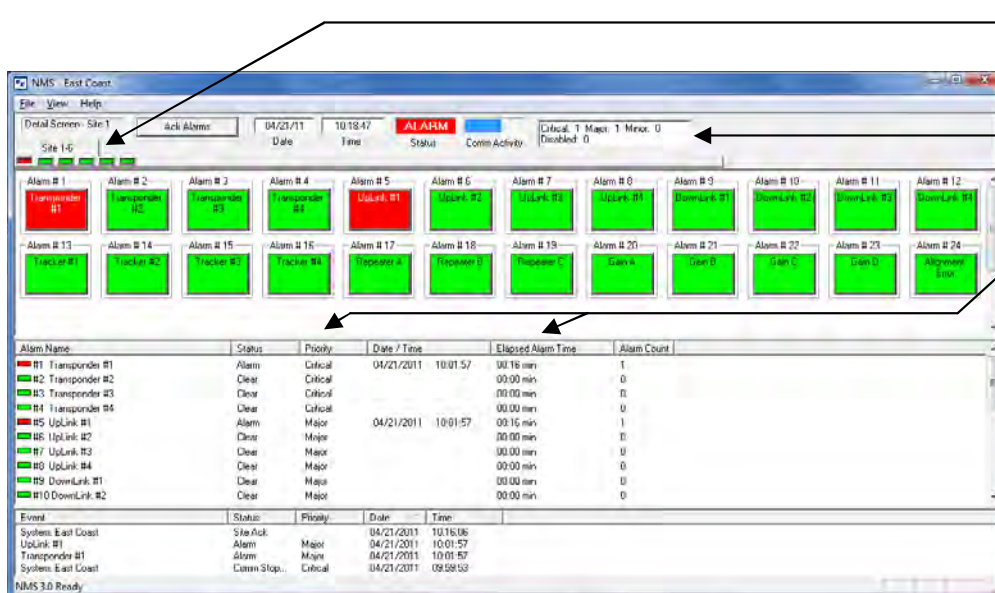 NMS - East Coast
File View Help
Detail Screen- Site 1
Ack Alarms
04/21/11
10:18:47
ALARM
Critical: 1 Major: 1 Minor: 0
Disabled: 0
Date
Time
Status
Comm Activity
Site 1-6
Alarm # 1 Alarm # 2 Alarm # 3 Alarm # 4 Alarm # 5 Alarm # 6 Alarm # 7 Alarm # 8 Alarm # 9 Alarm # 10 Alarm # 11 Alarm # 12
Transponder #1 Transponder #2 Transponder #3 Transponder #4 UpLink #1 UpLink #2 UpLink #3 UpLink #4 DownLink #1 DownLink #2 DownLink #3 DownLink #4
Alarm # 13 Alarm # 14 Alarm # 15 Alarm # 16 Alarm # 17 Alarm # 18 Alarm # 19 Alarm # 20 Alarm # 21 Alarm # 22 Alarm # 23 Alarm # 24
Tracker #1 Tracker #2 Tracker #3 Tracker #4 Repeater A Repeater B Repeater C Gain A Gain B Gain C Gain D Alignment Error
Alarm Name Status Priority Date / Time Elapsed Alarm Time Alarm Count
#1 Transponder #1 Alarm Critical 04/21/2011 10:01:57 00:16 min 1
#2 Transponder #2 Clear Critical 00:00 min 0
#3 Transponder #3 Clear Critical 00:00 min 0
#4 Transponder #4 Clear Critical 00:00 min 0
#5 UpLink #1 Alarm Major 04/21/2011 10:01:57 00:16 min 1
#6 UpLink #2 Clear Major 00:00 min 0
#7 UpLink #3 Clear Major 00:00 min 0
#8 UpLink #4 Clear Major 00:00 min 0
#9 DownLink #1 Clear Major 00:00 min 0
#10 DownLink #2 Clear Major 00:00 min 0
Event Status Priority Date Time
System: East Coast Site Ack 04/21/2011 10:16:06
UpLink #1 Alarm Major 04/21/2011 10:01:57
Transponder #1 Alarm Major 04/21/2011 10:01:57
System: East Coast Comm Stop... Critical 04/21/2011 09:59:53
NMS 3.0 Ready